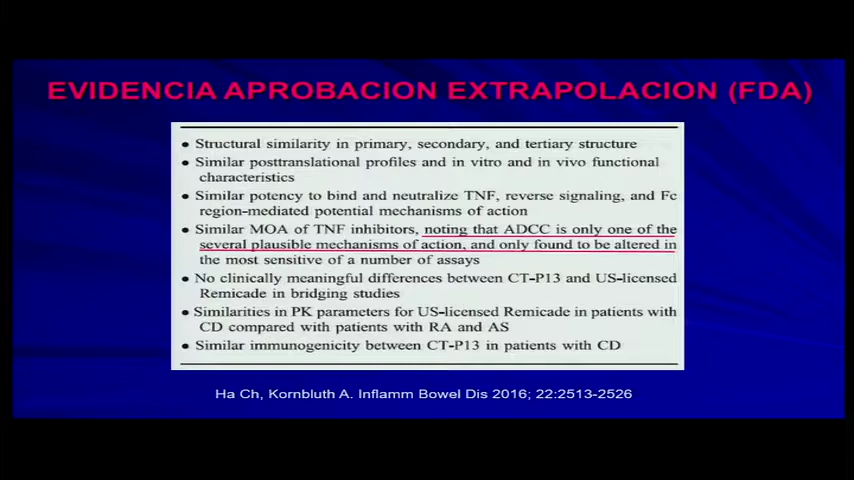 EVIDENCIA APROBACION EXTRAPOLACION (FDA)
• Structural similarity in primary, secondary, and tertiary structure
• Similar posttranslational profiles and in vitro and in vivo functional
characteristics
• Similar potency to bind and neutralize TNF, reverse signaling, and Fc
region-mediated potential mechanisms of action
• Similar MOA of TNF inhibitors, noting that ADCC is only one of the
several plausible mechanisms of action, and only found to be altered in
the most sensitive of a number of assays
• No clinically meaningful differences between CT-P13 and US-licensed
Remicade in bridging studies
• Similarities in PK parameters for US-licensed Remicade in patients with
CD compared with patients with RA and AS
• Similar immunogenicity between CT-P13 in patients with CD
Ha Ch, Kornbluth A. Inflamm Bowel Dis 2016; 22:2513-2526